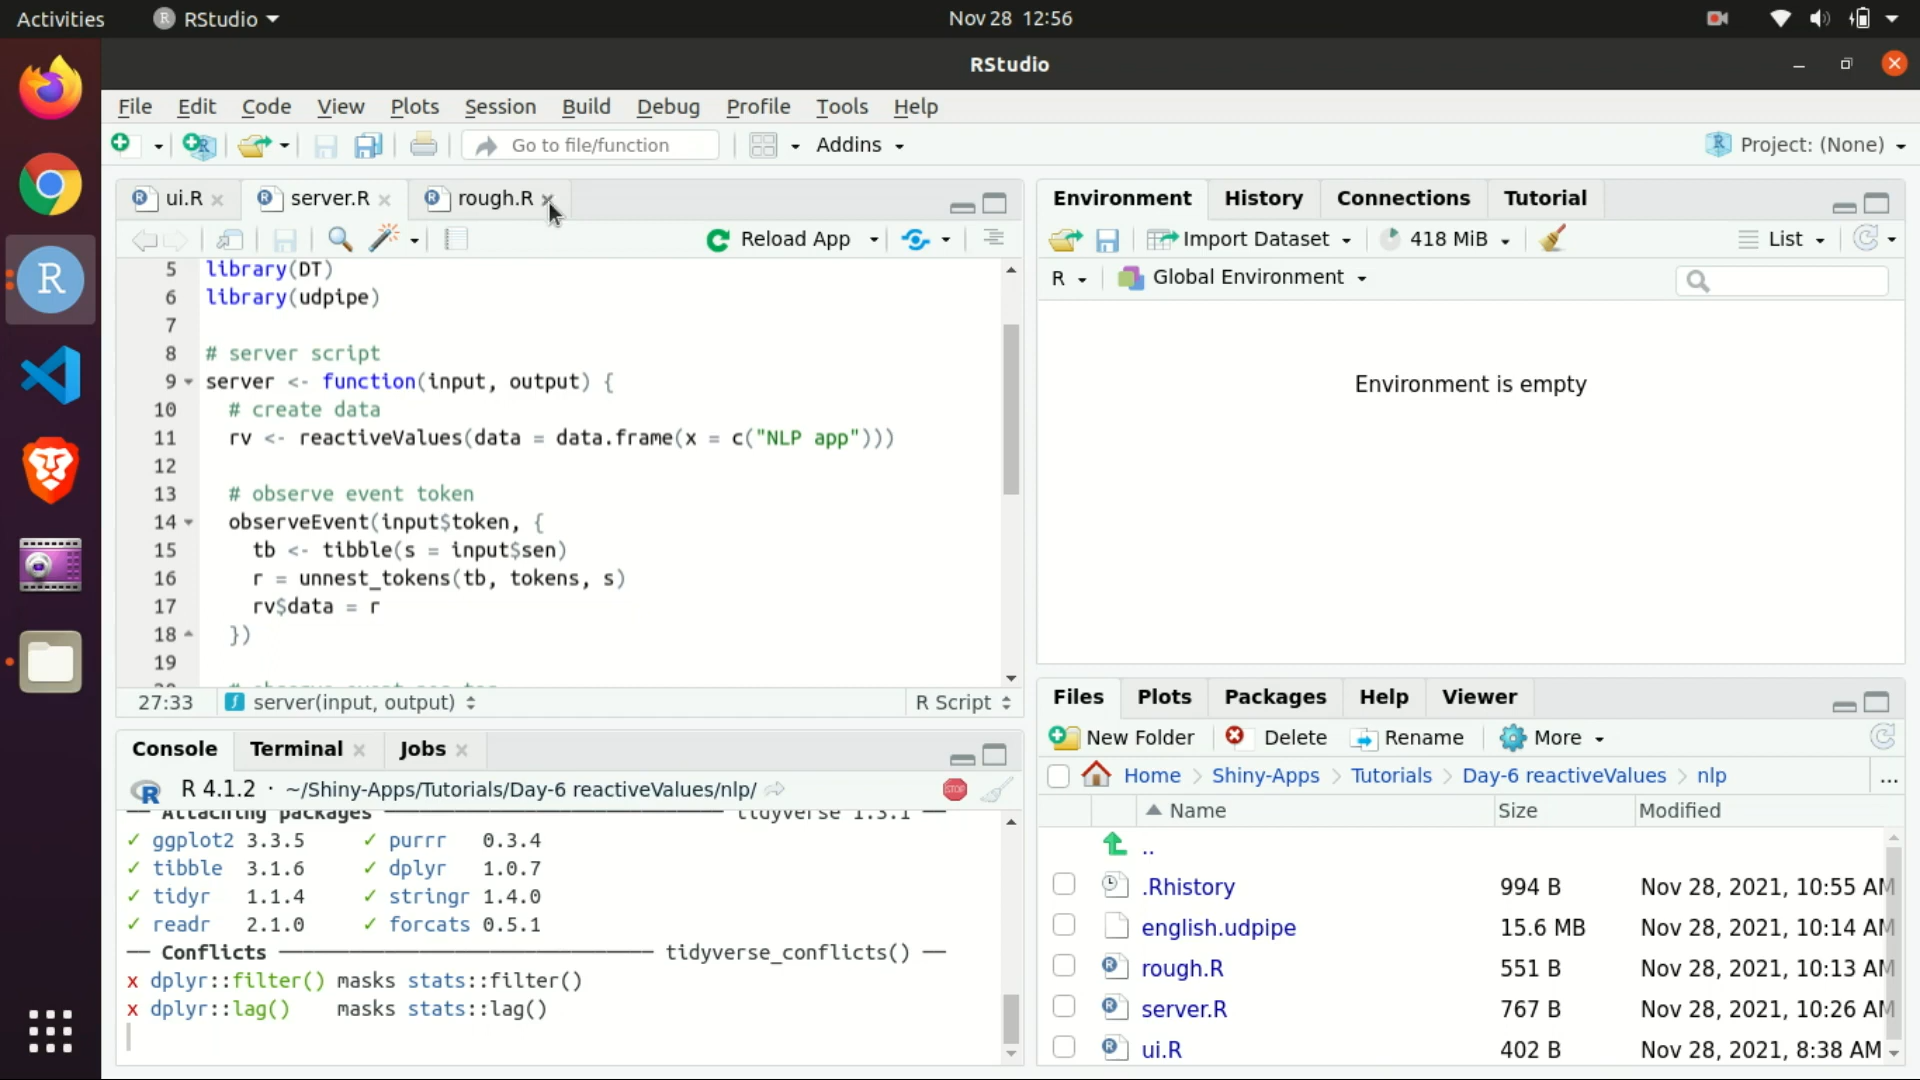 Activities RStudio Nov 28 12:56
RStudio
File Edit Code View Plots Session Build Debug Profile Tools Help
Go to file/function Addins Project: (None)
ui.R server.R rough.R
Reload App
5 library(DT)
6 library(udpipe)
7
8 # server script
9 server <- function(input, output) {
10 # create data
11 rv <- reactiveValues(data = data.frame(x = c("NLP app")))
12
13 # observe event token
14 observeEvent(input$token, {
15 tb <- tibble(s = input$sen)
16 r = unnest_tokens(tb, tokens, s)
17 rv$data = r
18 })
19
27:33 server(input, output) R Script
Console Terminal Jobs
R 4.1.2 · ~/Shiny-Apps/Tutorials/Day-6 reactiveValues/nlp/
── Attaching packages ── tidyverse 1.3.1 ──
✓ ggplot2 3.3.5 ✓ purrr 0.3.4
✓ tibble 3.1.6 ✓ dplyr 1.0.7
✓ tidyr 1.1.4 ✓ stringr 1.4.0
✓ readr 2.1.0 ✓ forcats 0.5.1
── Conflicts ── tidyverse_conflicts() ──
x dplyr::filter() masks stats::filter()
x dplyr::lag() masks stats::lag()
Environment History Connections Tutorial
Import Dataset 418 MiB List
R Global Environment
Environment is empty
Files Plots Packages Help Viewer
New Folder Delete Rename More
Home Shiny-Apps Tutorials Day-6 reactiveValues nlp ...
Name Size Modified
..
.Rhistory 994 B Nov 28, 2021, 10:55 AM
english.udpipe 15.6 MB Nov 28, 2021, 10:14 AM
rough.R 551 B Nov 28, 2021, 10:13 AM
server.R 767 B Nov 28, 2021, 10:26 AM
ui.R 402 B Nov 28, 2021, 8:38 AM